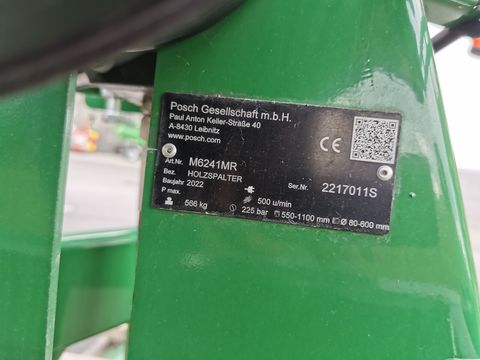 Posch Gesellschaft m.b.H.
Paul Anton Keller-Straße 40
A-8430 Leibnitz
www.posch.com
CE
Art.Nr. M6241MR
Bez. HOLZSPALTER
Baujahr 2022 Ser.Nr. 2217011S
P max. 500 u/min
566 kg 225 bar 550-1100 mm Ø 80-600 mm